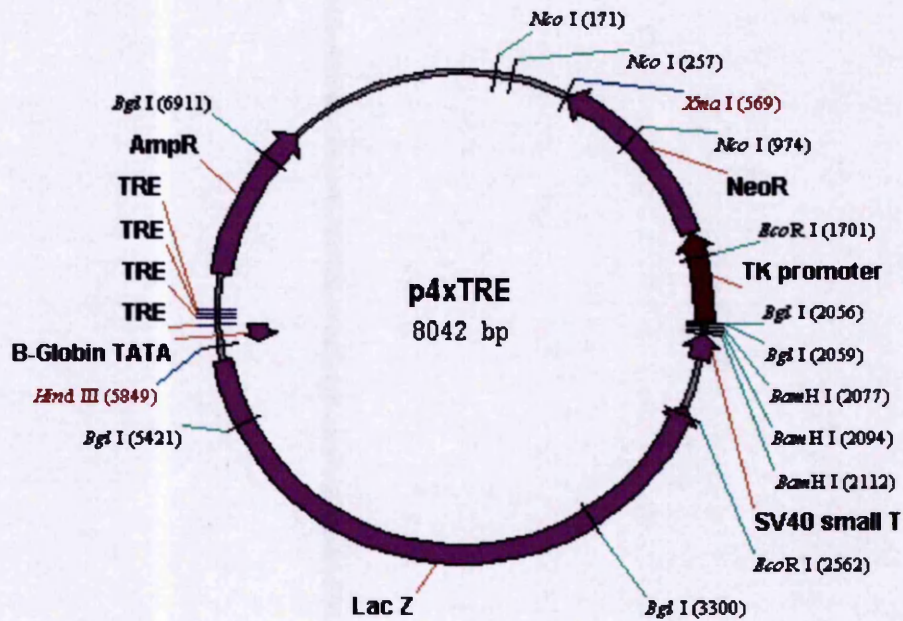 Nco I (171)
Nco I (257)
Xma I (569)
Nco I (974)
NeoR
EcoR I (1701)
TK promoter
Bgl I (2056)
Bgl I (2059)
BamH I (2077)
BamH I (2094)
BamH I (2112)
SV40 small T
EcoR I (2562)
Bgl I (3300)
Lac Z
Bgl I (5421)
Hind III (5849)
B-Globin TATA
TRE
TRE
TRE
TRE
AmpR
Bgl I (6911)
p4xTRE
8042 bp